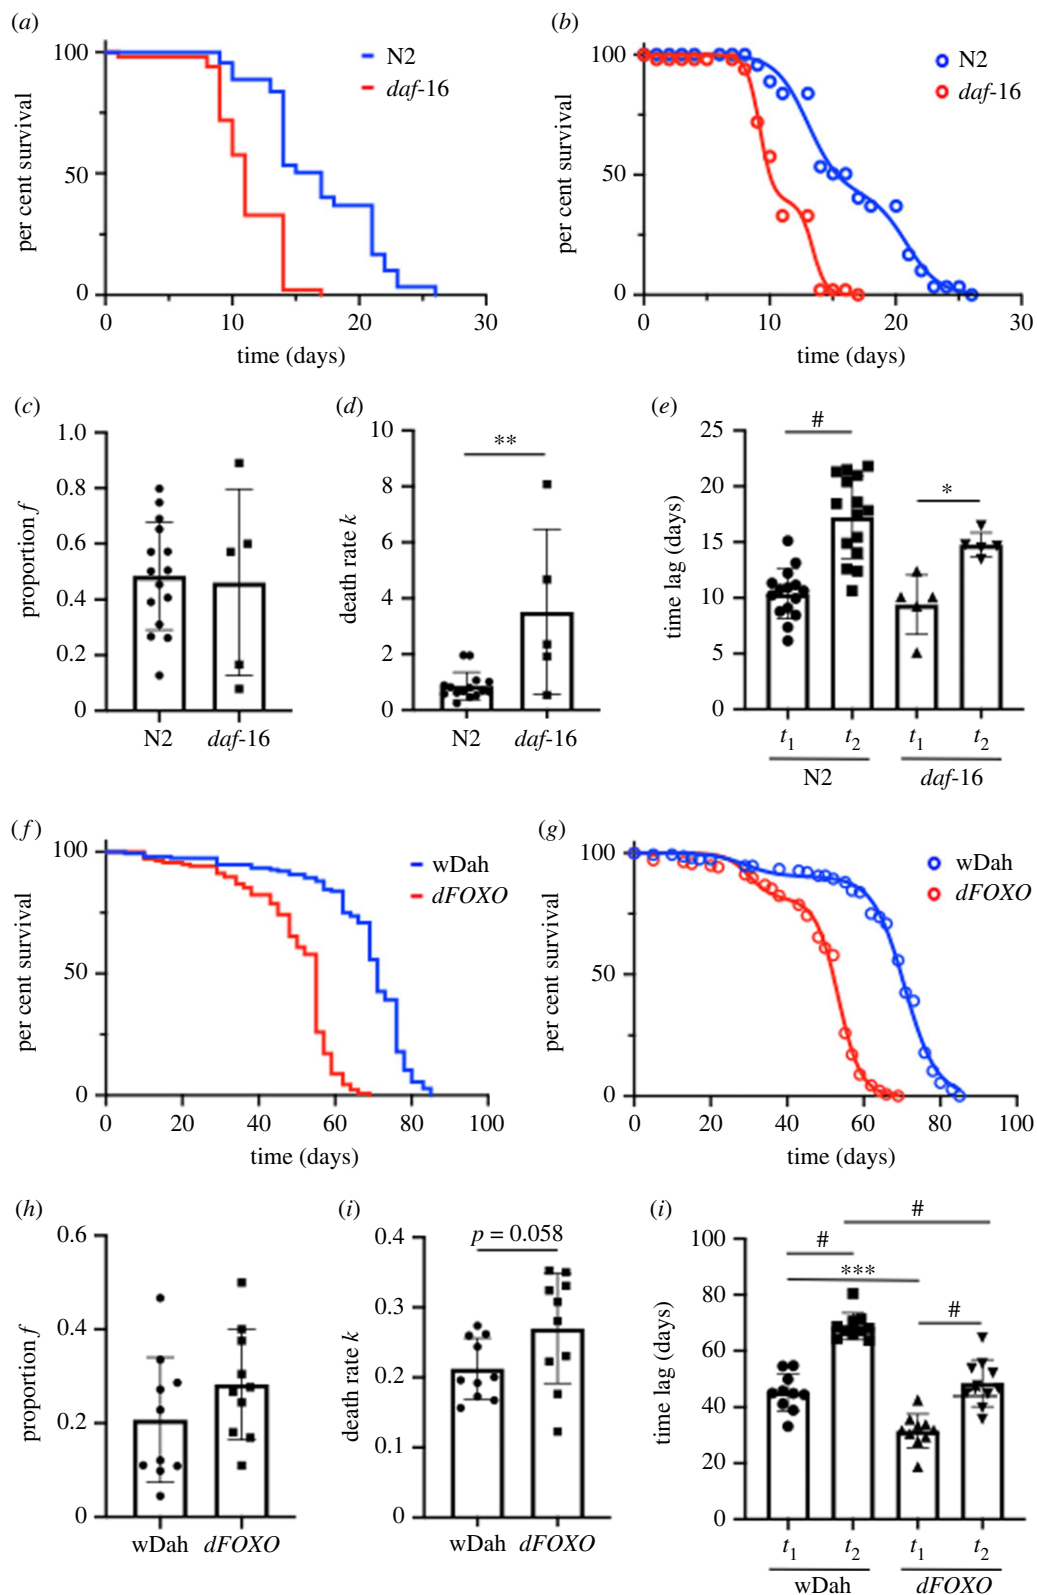 (a)
100
50
0
per cent survival
N2
daf-16
0 10 20 30
time (days)
(b)
100
50
0
per cent survival
N2
daf-16
0 10 20 30
time (days)
(c)
1.0
0.8
0.6
0.4
0.2
0
proportion f
N2 daf-16
(d)
10
8
6
4
2
0
death rate k
**
N2 daf-16
(e)
25
20
15
10
5
0
time lag (days)
#
*
t1 t2 t1 t2
N2 daf-16
(f)
100
50
0
per cent survival
wDah
dFOXO
0 20 40 60 80 100
time (days)
(g)
100
50
0
per cent survival
wDah
dFOXO
0 20 40 60 80 100
time (days)
(h)
0.6
0.4
0.2
0
proportion f
wDah dFOXO
(i)
0.4
0.3
0.2
0.1
0
death rate k
p = 0.058
wDah dFOXO
(i)
100
80
60
40
20
0
time lag (days)
#
#
***
#
t1 t2 t1 t2
wDah dFOXO